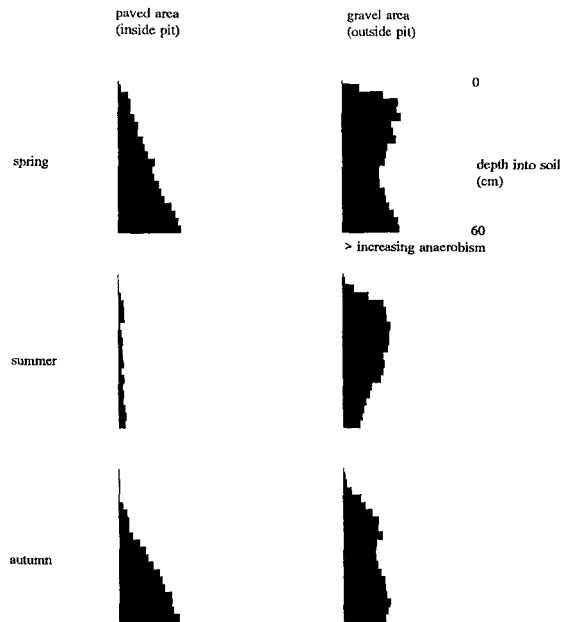 paved area
(inside pit)
gravel area
(outside pit)
0
spring
depth into soil
(cm)
60
> increasing anaerobism
summer
autumn